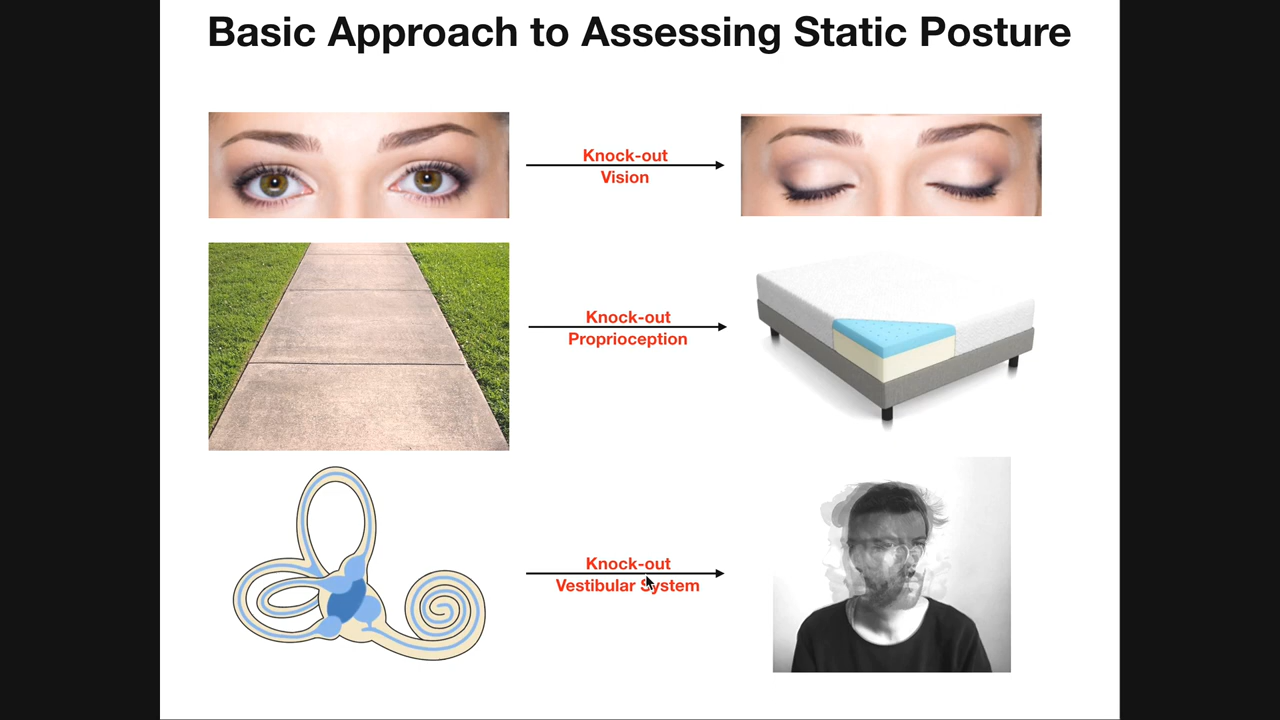 Basic Approach to Assessing Static Posture
Knock-out
Vision
Knock-out
Proprioception
Knock-out
Vestibular System